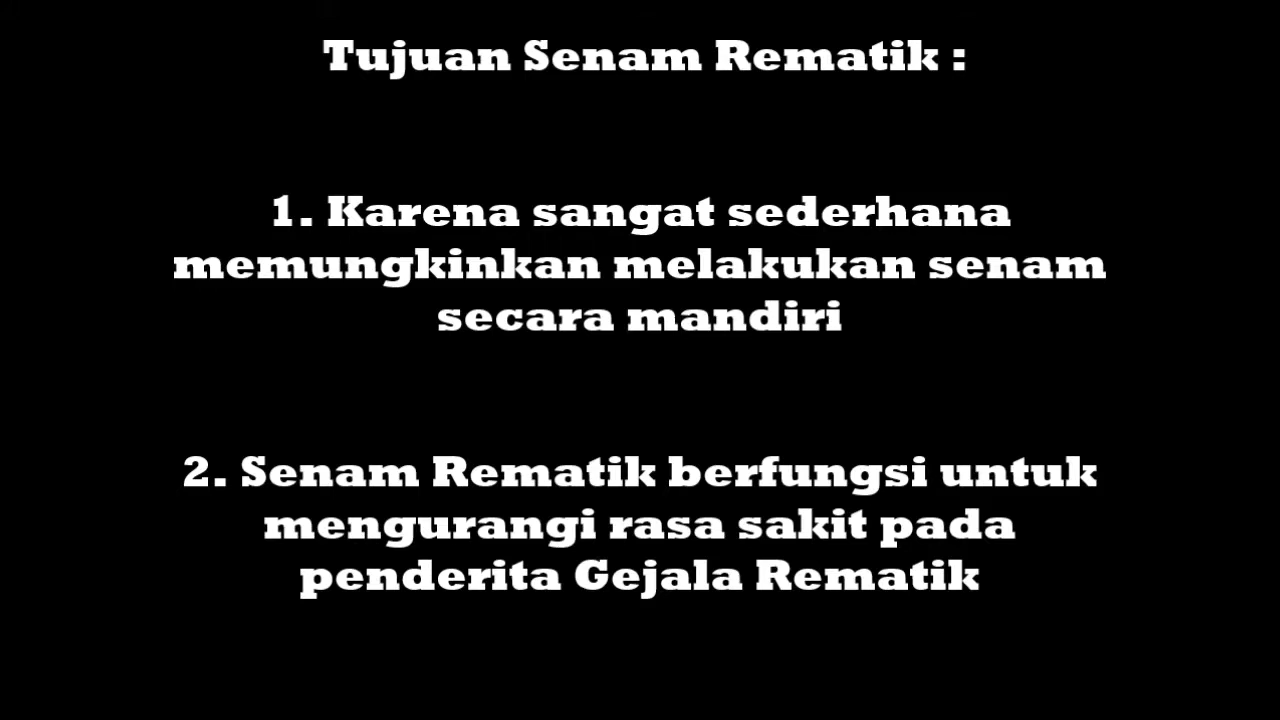 Tujuan Senam Rematik :
1. Karena sangat sederhana
memungkinkan melakukan senam
secara mandiri
2. Senam Rematik berfungsi untuk
mengurangi rasa sakit pada
penderita Gejala Rematik